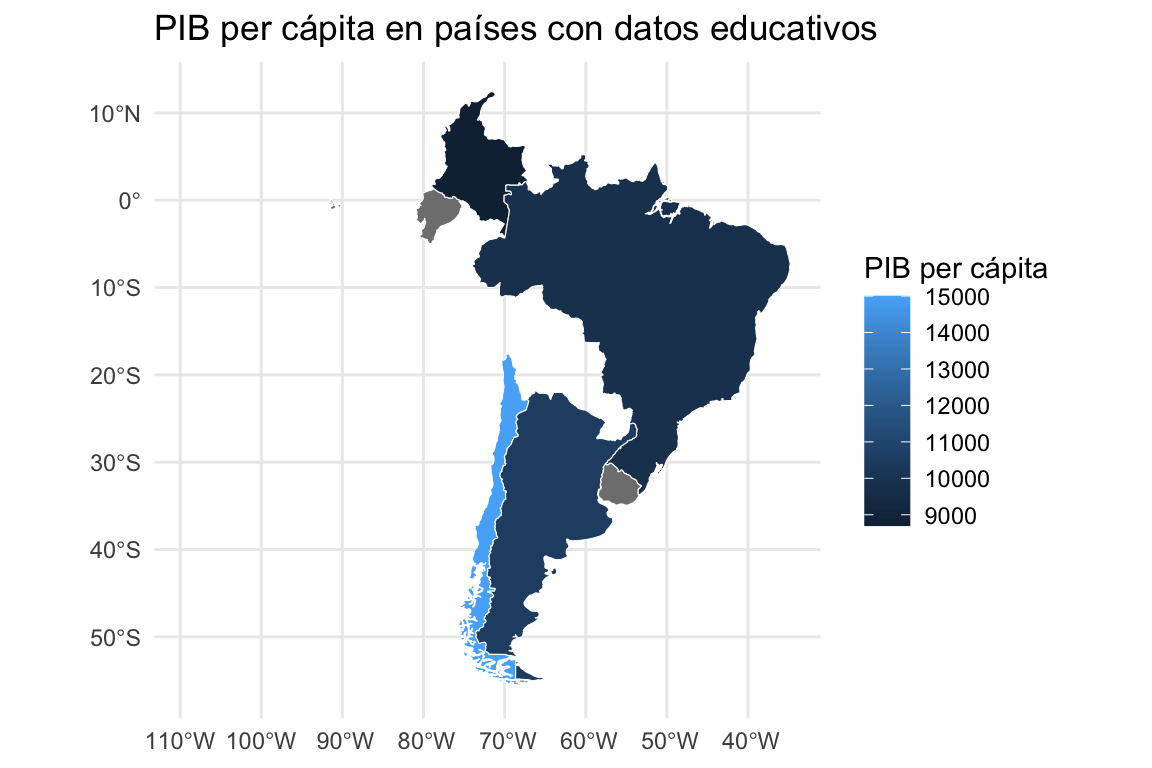 PIB per cápita en países con datos educativos
10°N
0°
10°S
20°S
30°S
40°S
50°S
110°W 100°W 90°W 80°W 70°W 60°W 50°W 40°W
PIB per cápita
15000
14000
13000
12000
11000
10000
9000